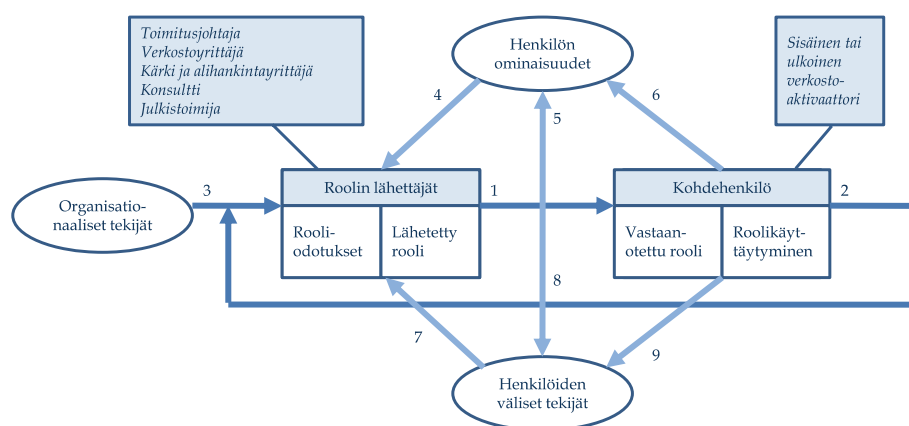 Toimitusjohtaja
Verkostoyrittäjä
Kärki ja alihankintayrittäjä
Konsultti
Julkistoimija
Henkilön
ominaisuudet
Sisäinen tai
ulkoinen
verkosto-
aktivaattori
4
5
6
3
Roolin lähettäjät
1
Kohdehenkilö
2
Organisatio-
naaliset tekijät
Rooli-
odotukset
Lähetetty
rooli
Vastaan-
otettu rooli
Roolikäyt-
täytyminen
8
7
9
Henkilöiden
väliset tekijät